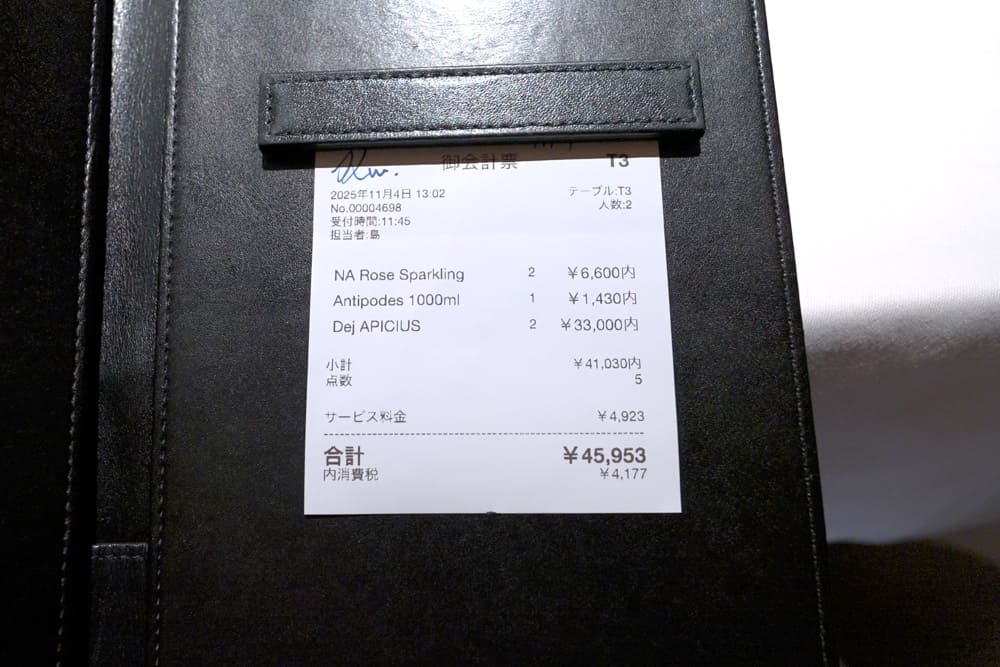 御会計票 T3
2025年11月4日 13:02 テーブル:T3
No.00004698 人数:2
受付時間:11:45
担当者:島
NA Rose Sparkling 2 ￥6,600内
Antipodes 1000ml 1 ￥1,430内
Dej APICIUS 2 ￥33,000内
小計 ￥41,030内
点数 5
サービス料金 ￥4,923
合計 ￥45,953
内消費税 ￥4,177